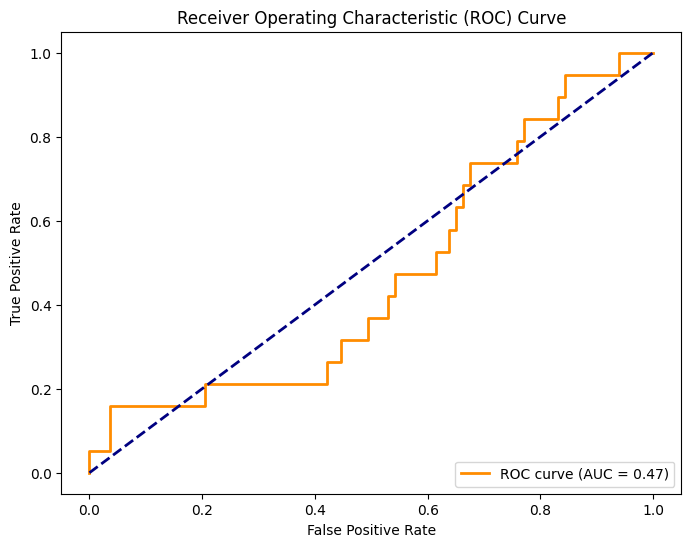 Receiver Operating Characteristic (ROC) Curve
1.0
0.8
0.6
0.4
0.2
0.0
True Positive Rate
ROC curve (AUC = 0.47)
0.0 0.2 0.4 0.6 0.8 1.0
False Positive Rate